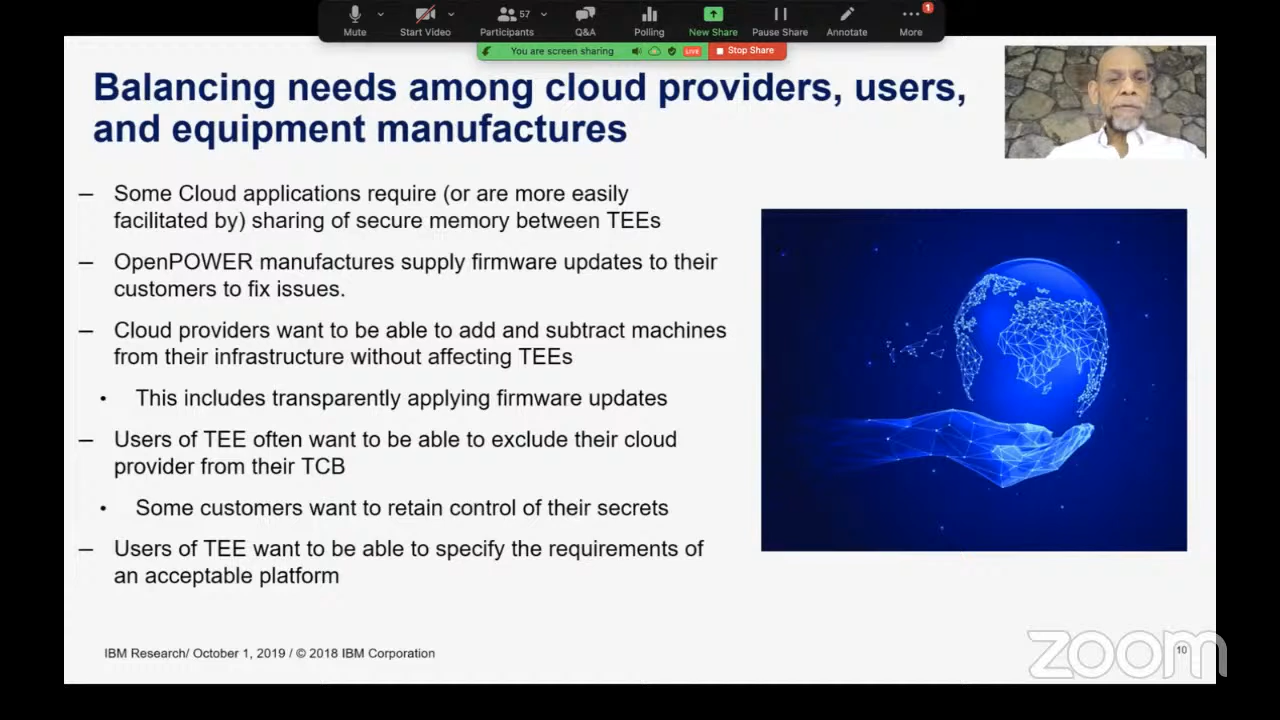 1
57
Mute
Start Video
Participants
Q&A
Polling
New Share
Pause Share
Annotate
More
You are screen sharing
LIVE
Stop Share
Balancing needs among cloud providers, users,
and equipment manufactures
– Some Cloud applications require (or are more easily
facilitated by) sharing of secure memory between TEEs
– OpenPOWER manufactures supply firmware updates to their
customers to fix issues.
– Cloud providers want to be able to add and subtract machines
from their infrastructure without affecting TEEs
• This includes transparently applying firmware updates
– Users of TEE often want to be able to exclude their cloud
provider from their TCB
• Some customers want to retain control of their secrets
– Users of TEE want to be able to specify the requirements of
an acceptable platform
IBM Research/ October 1, 2019 / © 2018 IBM Corporation
10
zoom